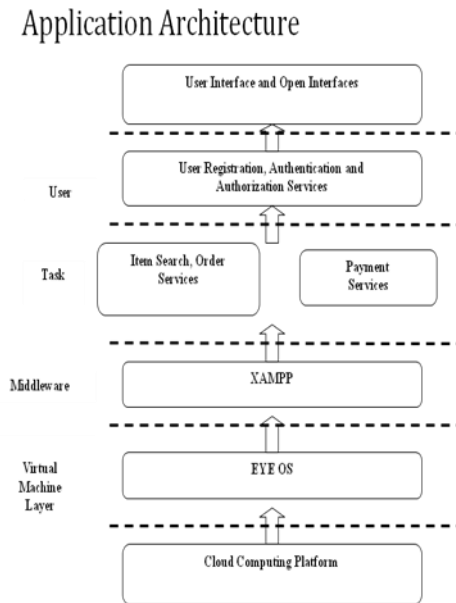 Application Architecture
User Interface and Open Interfaces
User Registration, Authentication and
Authorization Services
User
Item Search, Order
Services
Payment
Services
Task
XAMPP
Middleware
EYE OS
Virtual
Machine
Layer
Cloud Computing Platform